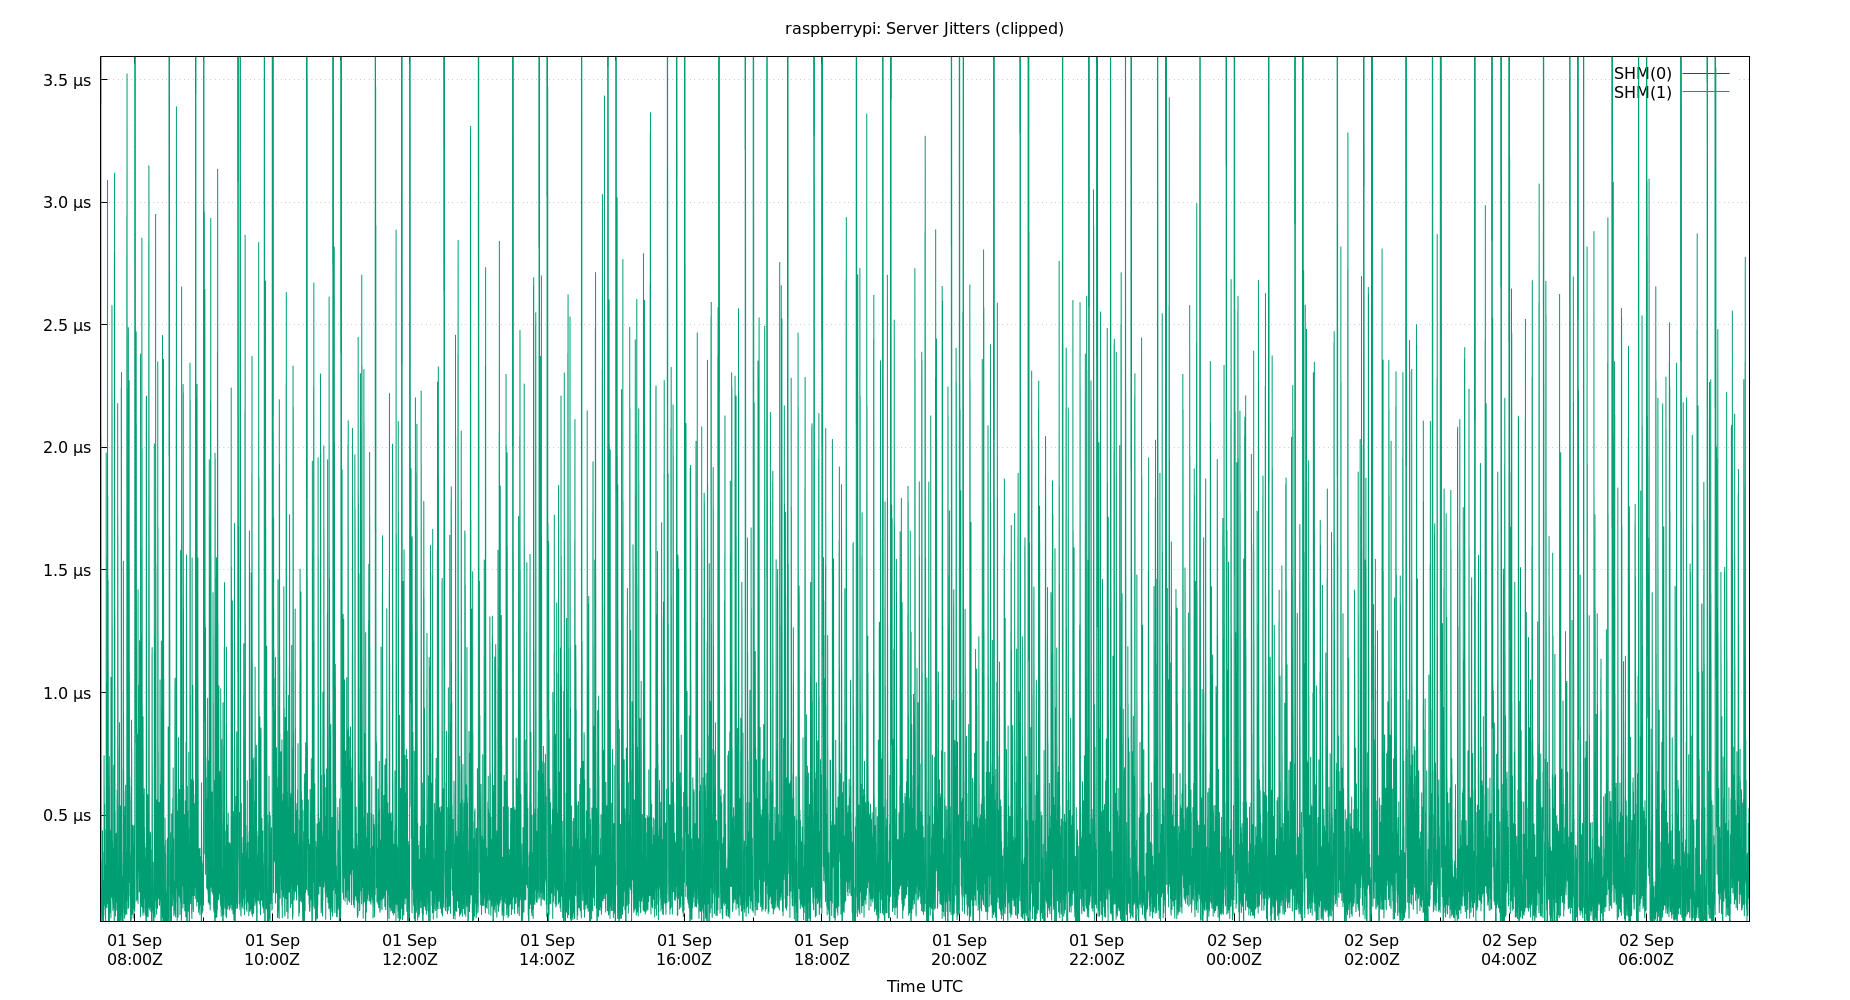 raspberrypi: Server Jitters (clipped)
SHM(0)
SHM(1)
3.5 µs
3.0 µs
2.5 µs
2.0 µs
1.5 µs
1.0 µs
0.5 µs
01 Sep 01 Sep 01 Sep 01 Sep 01 Sep 01 Sep 01 Sep 01 Sep 02 Sep 02 Sep 02 Sep 02 Sep
08:00Z 10:00Z 12:00Z 14:00Z 16:00Z 18:00Z 20:00Z 22:00Z 00:00Z 02:00Z 04:00Z 06:00Z
Time UTC